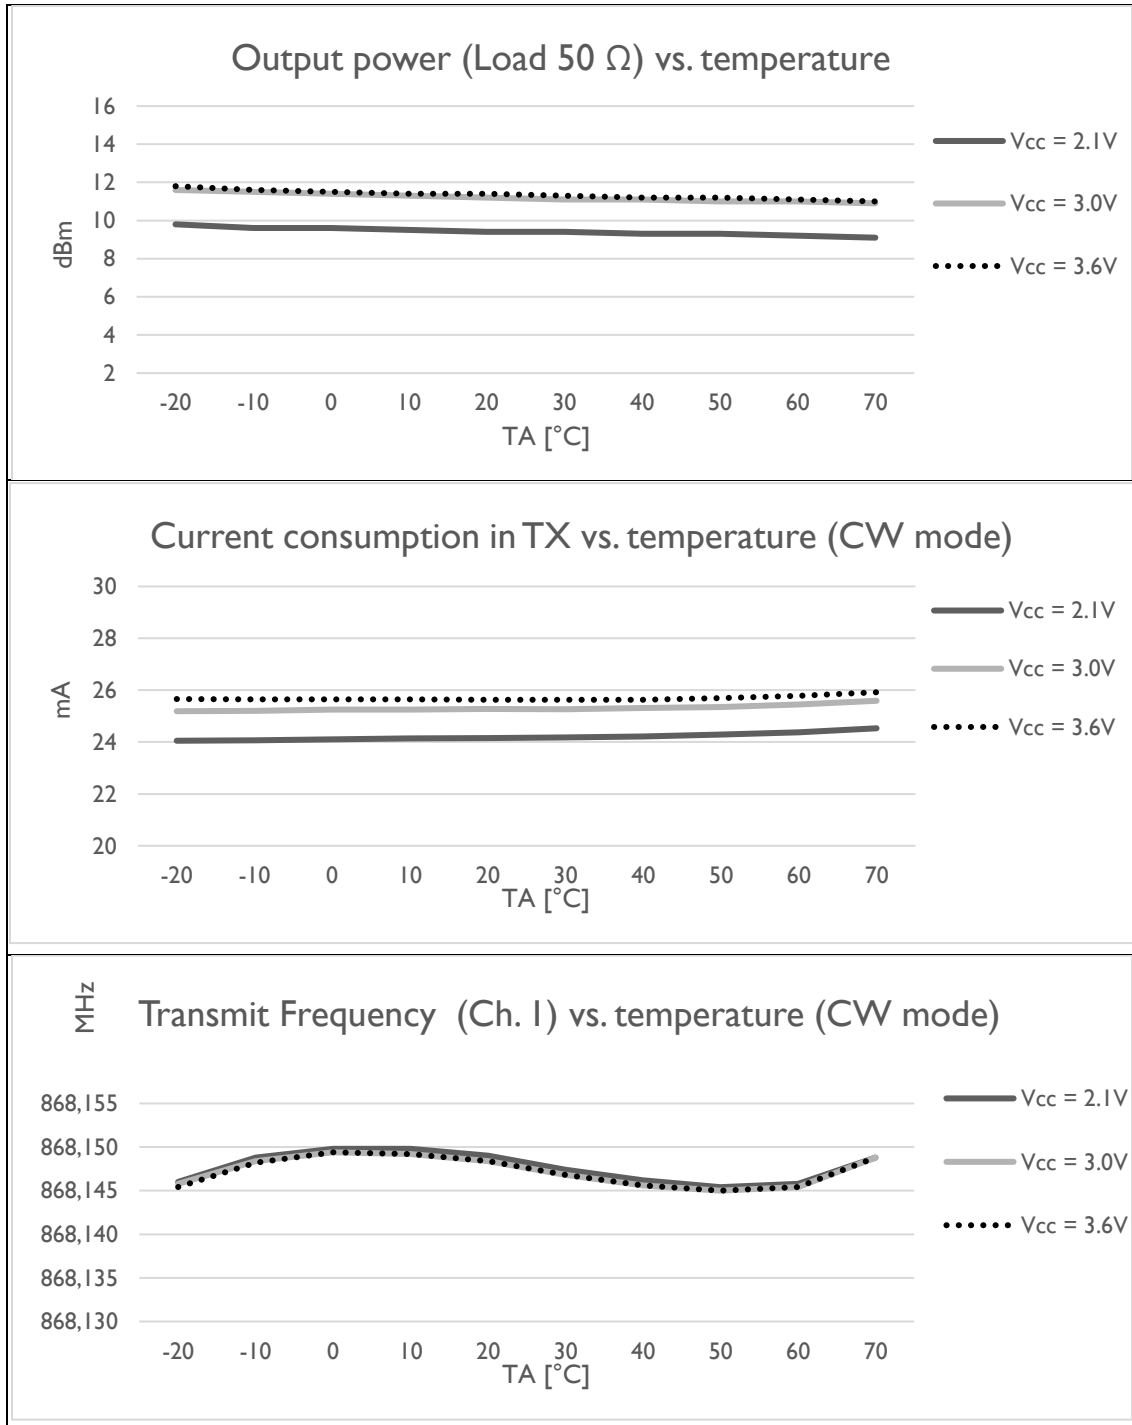 Output power (Load 50 Ω) vs. temperature
16
14
12
10
8
6
4
2
dBm
-20 -10 0 10 20 30 40 50 60 70
TA [°C]
Vcc = 2.1V
Vcc = 3.0V
Vcc = 3.6V
Current consumption in TX vs. temperature (CW mode)
30
28
26
24
22
20
mA
-20 -10 0 10 20 30 40 50 60 70
TA [°C]
Vcc = 2.1V
Vcc = 3.0V
Vcc = 3.6V
MHz
Transmit Frequency (Ch. 1) vs. temperature (CW mode)
868,155
868,150
868,145
868,140
868,135
868,130
-20 -10 0 10 20 30 40 50 60 70
TA [°C]
Vcc = 2.1V
Vcc = 3.0V
Vcc = 3.6V